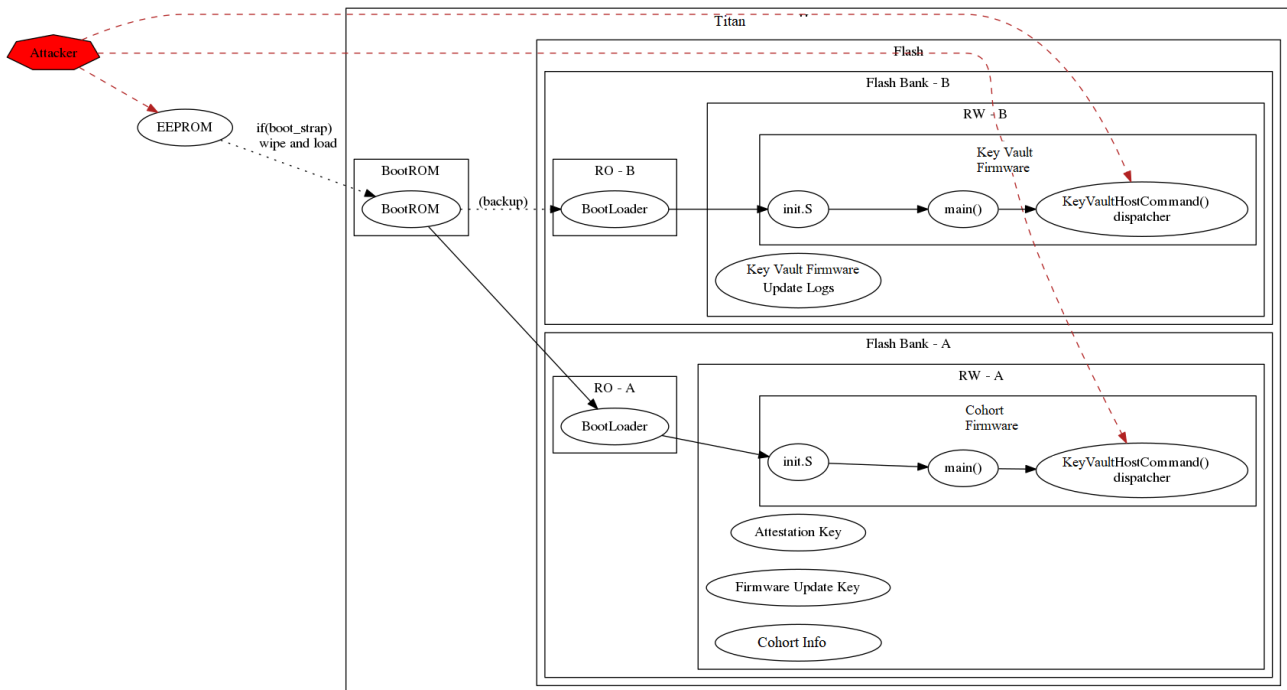 Titan
Attacker
Flash
Flash Bank - B
RW - B
EEPROM
if(boot_strap)
wipe and load
Key Vault
Firmware
BootROM
RO - B
BootROM
(backup)
BootLoader
init.S
main()
KeyVaultHostCommand()
dispatcher
Key Vault Firmware
Update Logs
Flash Bank - A
RW - A
RO - A
Cohort
Firmware
BootLoader
init.S
main()
KeyVaultHostCommand()
dispatcher
Attestation Key
Firmware Update Key
Cohort Info